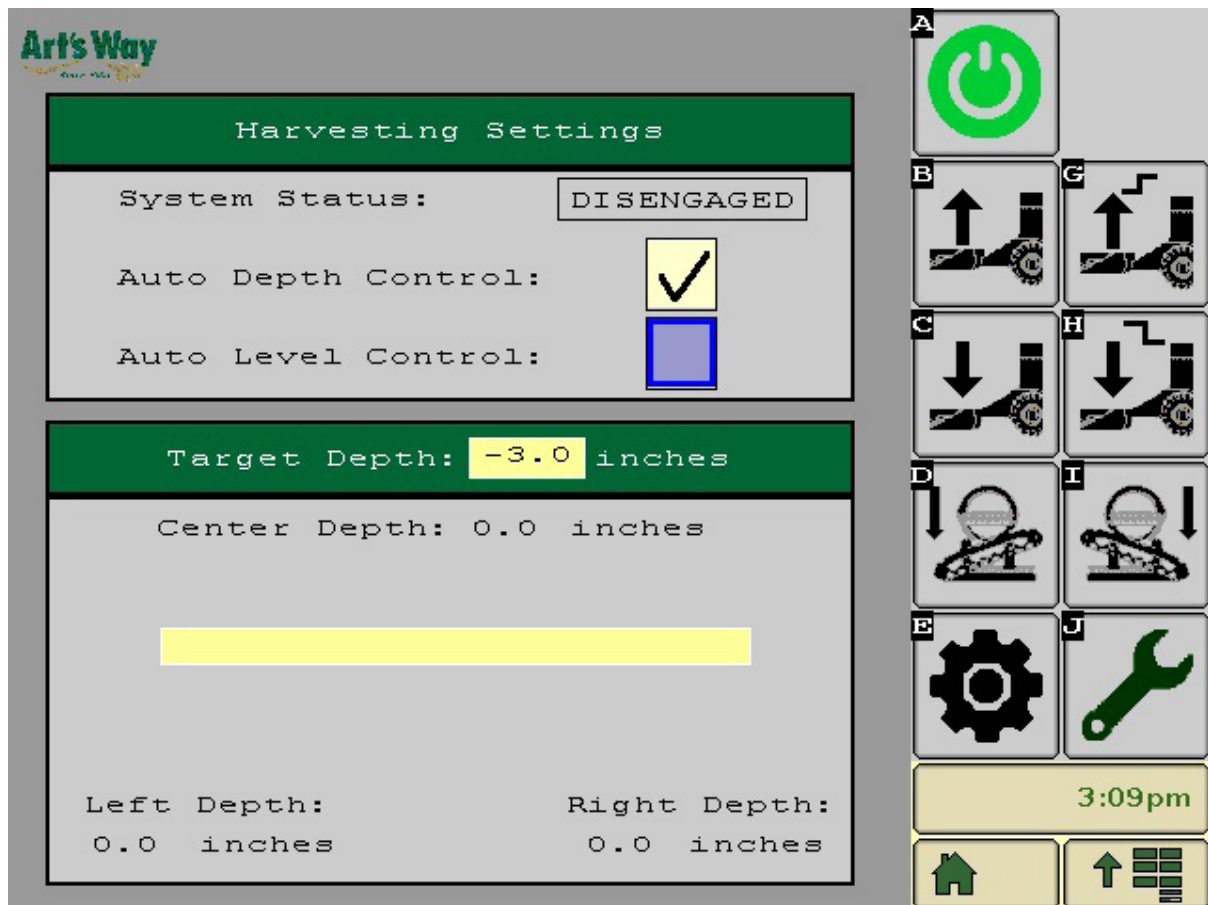 Art's Way
Harvesting Settings
System Status: DISENGAGED
Auto Depth Control:
Auto Level Control:
Target Depth: -3.0 inches
Center Depth: 0.0 inches
Left Depth: Right Depth:
0.0 inches 0.0 inches
A
B G
C H
D I
E J
3:09pm